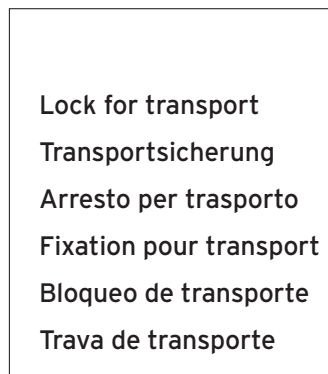 Lock for transport
Transportsicherung
Arresto per trasporto
Fixation pour transport
Bloqueo de transporte
Trava de transporte